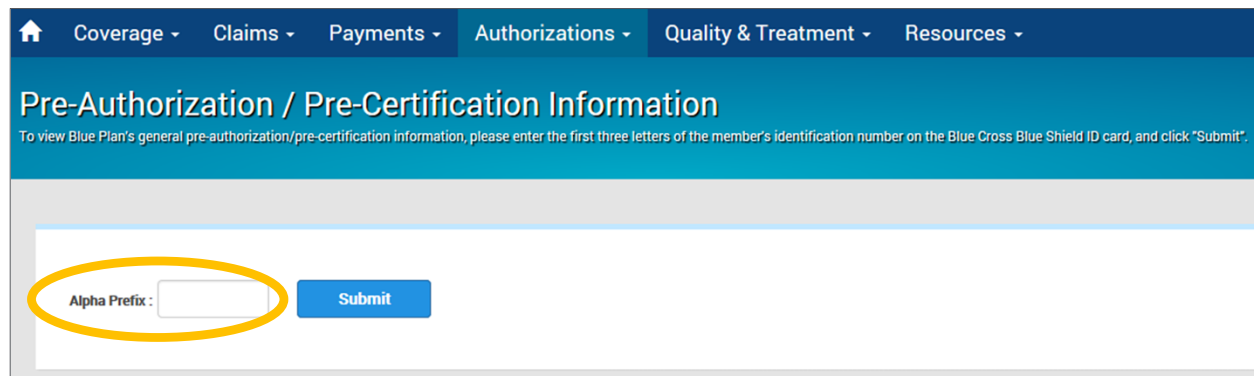 Coverage Claims Payments Authorizations Quality & Treatment Resources
Pre-Authorization / Pre-Certification Information
To view Blue Plan's general pre-authorization/pre-certification information, please enter the first three letters of the member's identification number on the Blue Cross Blue Shield ID card, and click "Submit".
Alpha Prefix : Submit